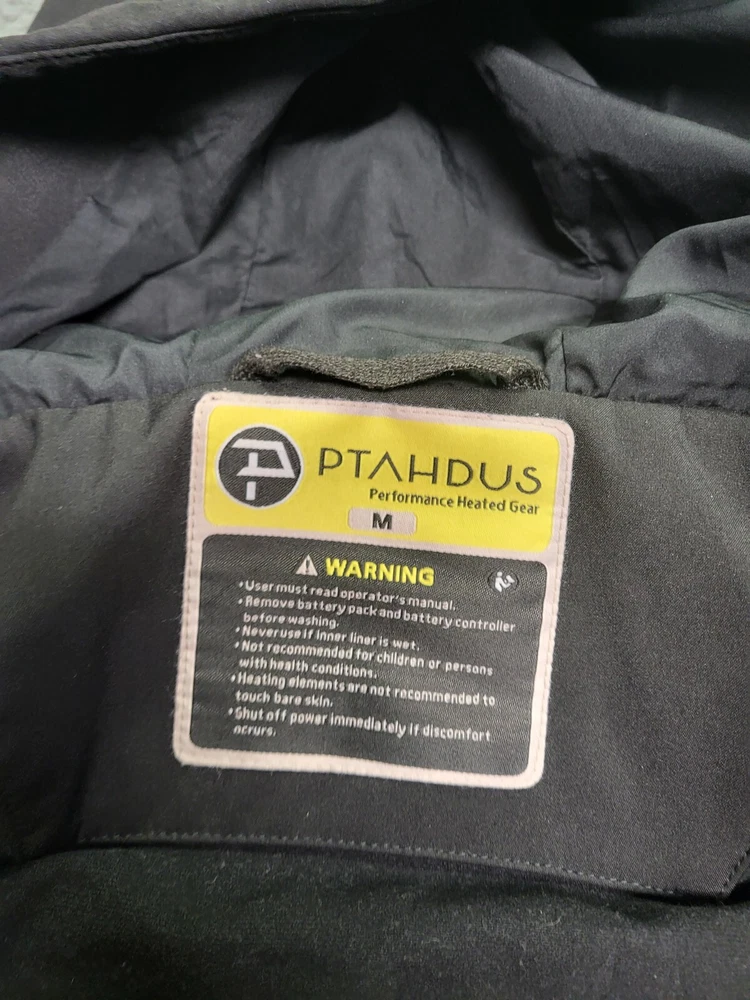 PTAHDUS
Performance Heated Gear
M
WARNING
•User must read operator's manual.
•Remove battery pack and battery controller
before washing.
•Never use if inner liner is wet.
•Not recommended for children or persons
with health conditions.
•Heating elements are not recommended to
touch bare skin.
•Shut off power immediately if discomfort
ocrurs.